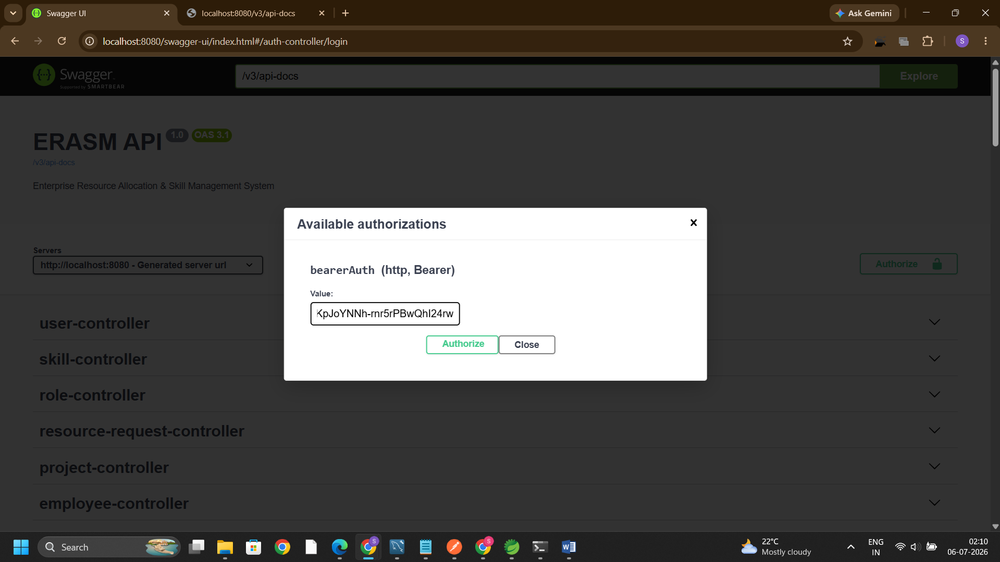 Swagger UI
localhost:8080/v3/api-docs
Ask Gemini
localhost:8080/swagger-ui/index.html#/auth-controller/login
S
{···} Swagger.
Supported by SMARTBEAR
/v3/api-docs
Explore
ERASM API 1.0 OAS 3.1
/v3/api-docs
Enterprise Resource Allocation & Skill Management System
Available authorizations
x
bearerAuth (http, Bearer)
Value:
KpJoYNNh-rnr5rPBwQhI24rw
Authorize
Close
Servers
http://localhost:8080 - Generated server url
Authorize
user-controller
skill-controller
role-controller
resource-request-controller
project-controller
employee-controller
Search
S
S
22°C
Mostly cloudy
ENG
IN
02:10
06-07-2026